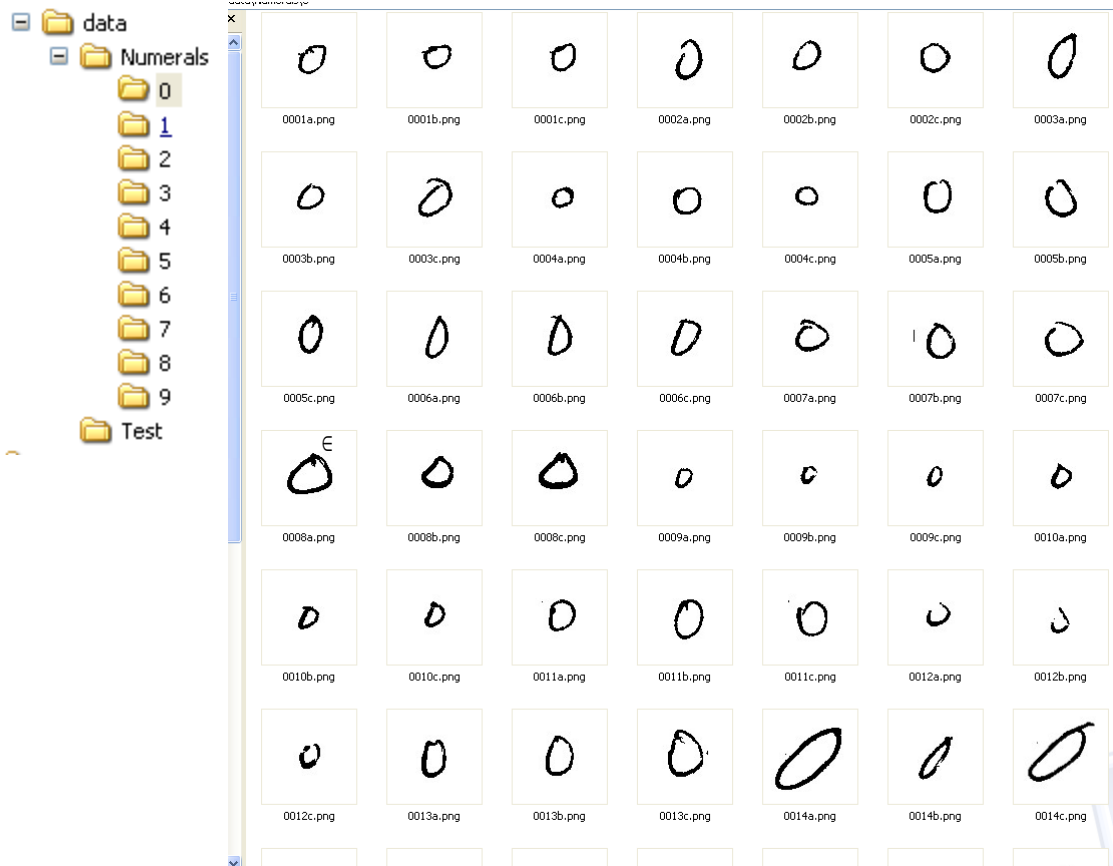 data
Numerals
0
1
2
3
4
5
6
7
8
9
Test
0001a.png 0001b.png 0001c.png 0002a.png 0002b.png 0002c.png 0003a.png
0003b.png 0003c.png 0004a.png 0004b.png 0004c.png 0005a.png 0005b.png
0005c.png 0006a.png 0006b.png 0006c.png 0007a.png 0007b.png 0007c.png
0008a.png 0008b.png 0008c.png 0009a.png 0009b.png 0009c.png 0010a.png
0010b.png 0010c.png 0011a.png 0011b.png 0011c.png 0012a.png 0012b.png
0012c.png 0013a.png 0013b.png 0013c.png 0014a.png 0014b.png 0014c.png